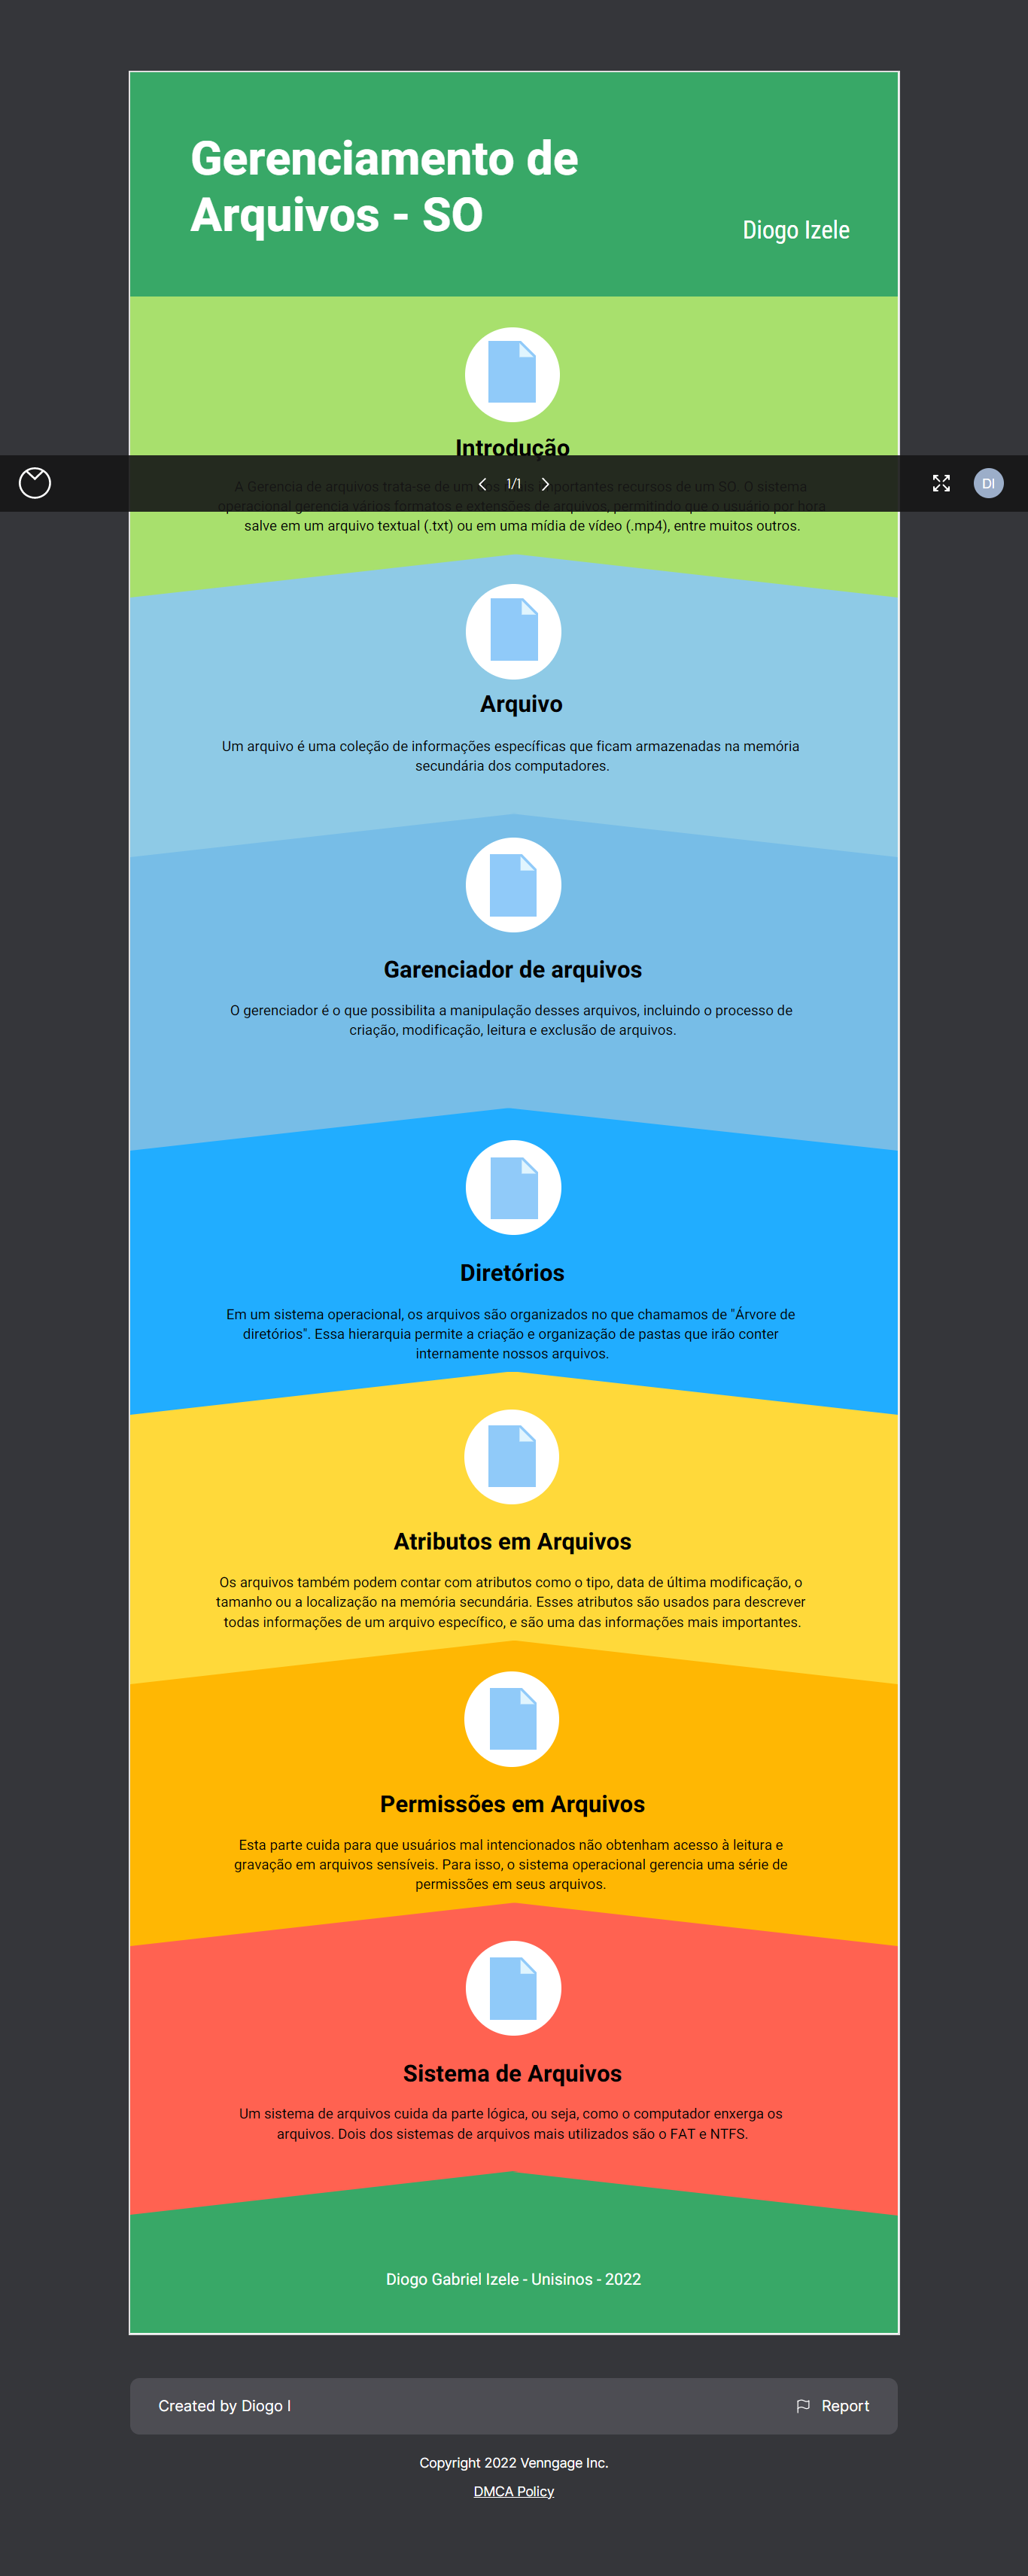 Gerenciamento de
Arquivos - SO
Diogo Izele
Introdução
1/1
DI
A Gerencia de arquivos trata-se de um dos mais importantes recursos de um SO. O sistema
operacional gerencia vários formatos e extensões de arquivos, permitindo que o usuário por hora
salve em um arquivo textual (.txt) ou em uma mídia de vídeo (.mp4), entre muitos outros.
Arquivo
Um arquivo é uma coleção de informações específicas que ficam armazenadas na memória
secundária dos computadores.
Garenciador de arquivos
O gerenciador é o que possibilita a manipulação desses arquivos, incluindo o processo de
criação, modificação, leitura e exclusão de arquivos.
Diretórios
Em um sistema operacional, os arquivos são organizados no que chamamos de "Árvore de
diretórios". Essa hierarquia permite a criação e organização de pastas que irão conter
internamente nossos arquivos.
Atributos em Arquivos
Os arquivos também podem contar com atributos como o tipo, data de última modificação, o
tamanho ou a localização na memória secundária. Esses atributos são usados para descrever
todas informações de um arquivo específico, e são uma das informações mais importantes.
Permissões em Arquivos
Esta parte cuida para que usuários mal intencionados não obtenham acesso à leitura e
gravação em arquivos sensíveis. Para isso, o sistema operacional gerencia uma série de
permissões em seus arquivos.
Sistema de Arquivos
Um sistema de arquivos cuida da parte lógica, ou seja, como o computador enxerga os
arquivos. Dois dos sistemas de arquivos mais utilizados são o FAT e NTFS.
Diogo Gabriel Izele - Unisinos - 2022
Created by Diogo I
Report
Copyright 2022 Venngage Inc.
DMCA Policy